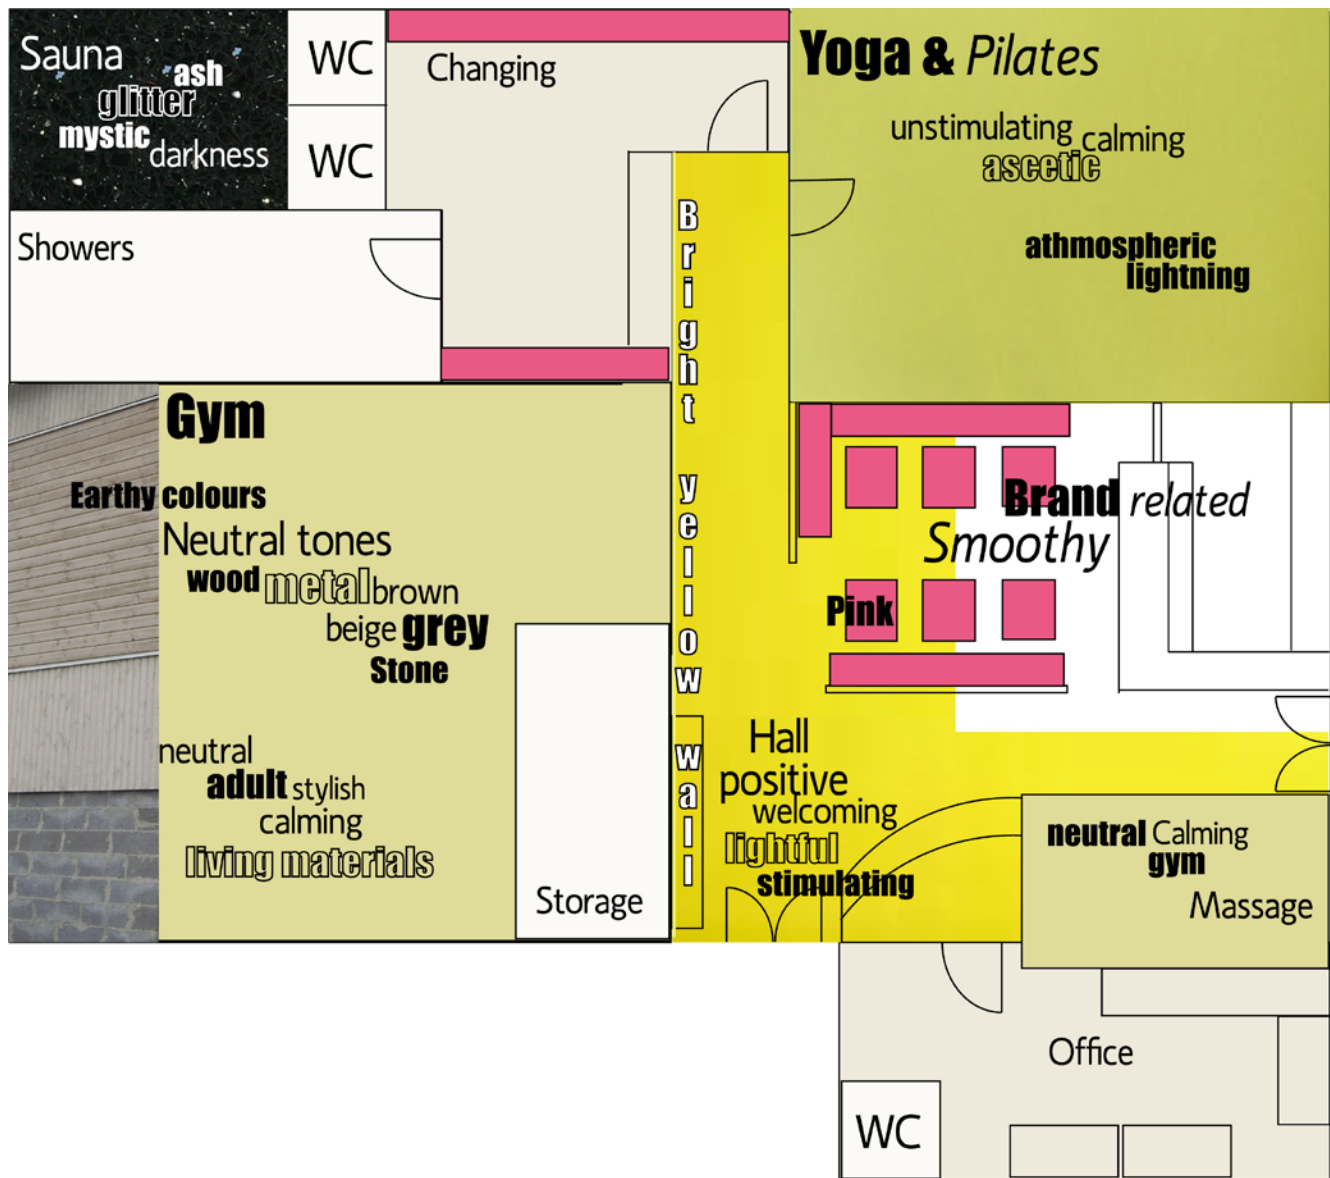 Sauna
ash
glitter
mystic
darkness
WC
WC
Changing
Showers
Yoga & Pilates
unstimulating calming
ascetic
athmospheric
lightning
Bright yellow wall
Gym
Earthy colours
Neutral tones
wood metal brown
beige grey
Stone
neutral
adult stylish
calming
living materials
Storage
Brand related
Smoothy
Pink
Hall
positive
welcoming
lightful
stimulating
neutral Calming
gym
Massage
Office
WC